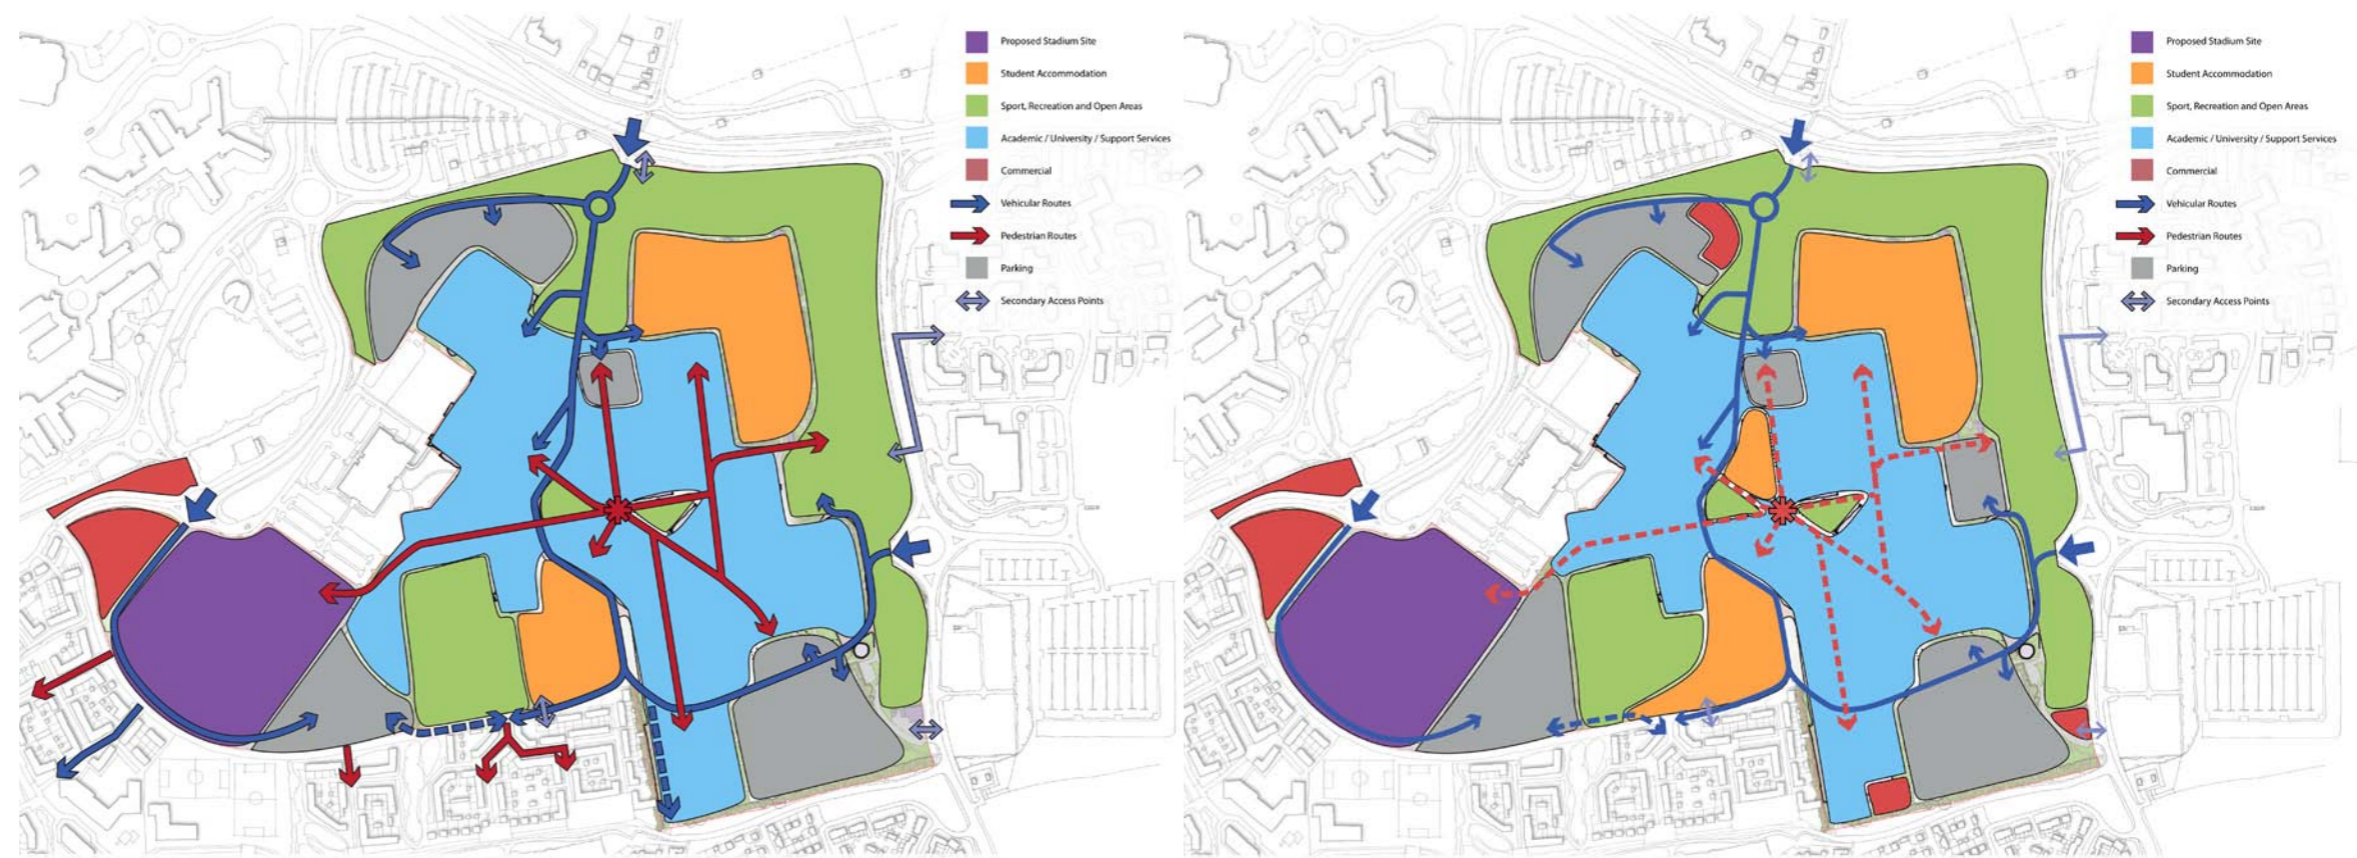 Proposed Stadium Site
Student Accommodation
Sport, Recreation and Open Areas
Academic / University / Support Services
Commercial
Vehicular Routes
Pedestrian Routes
Parking
Secondary Access Points
Proposed Stadium Site
Student Accommodation
Sport, Recreation and Open Areas
Academic / University / Support Services
Commercial
Vehicular Routes
Pedestrian Routes
Parking
Secondary Access Points